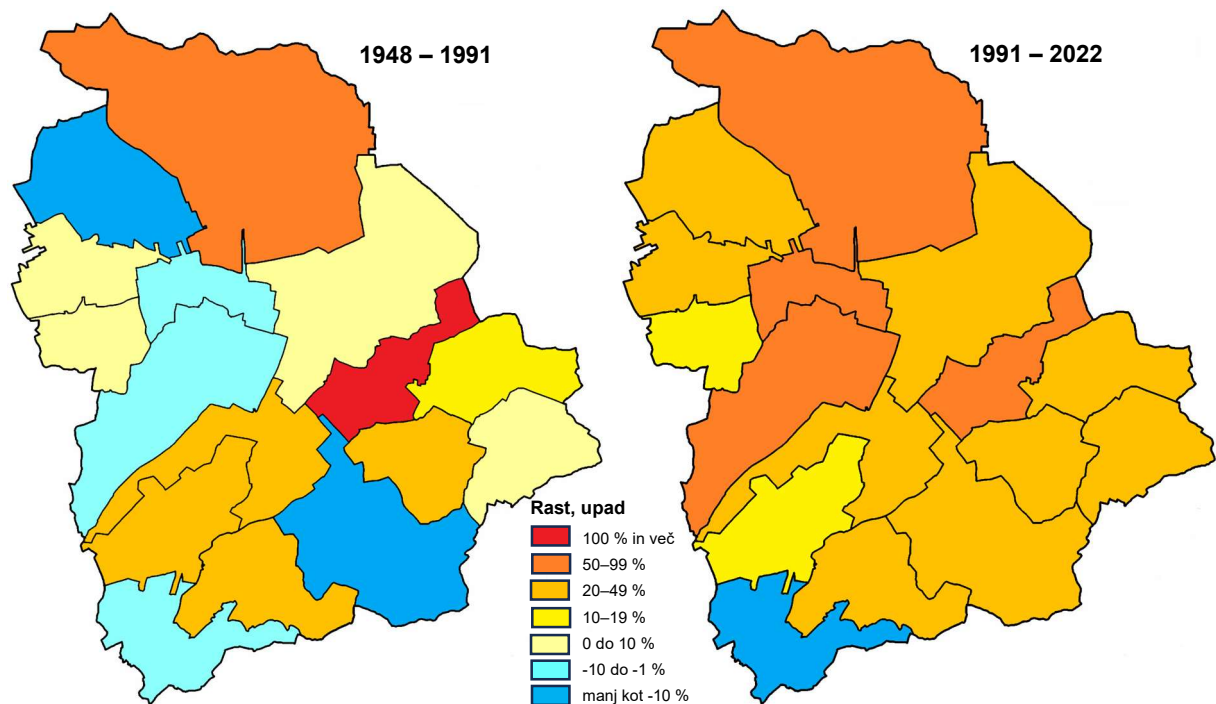 1948 – 1991
1991 – 2022
Rast, upad
100 % in več
50–99 %
20–49 %
10–19 %
0 do 10 %
-10 do -1 %
manj kot -10 %